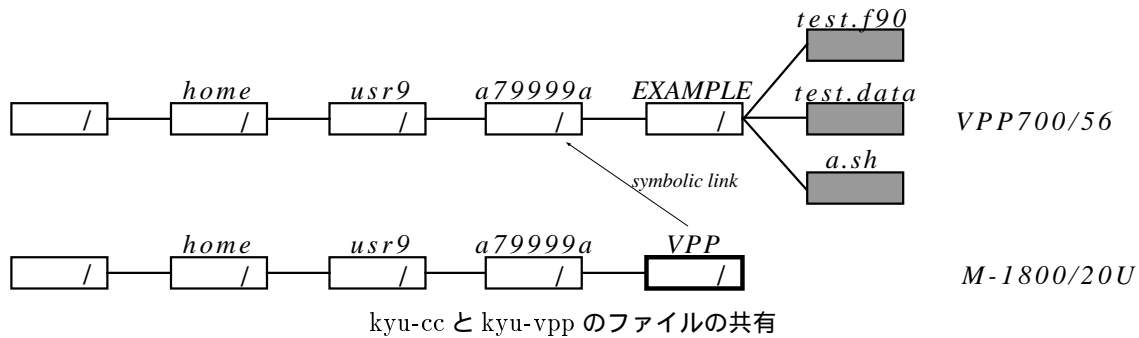 test.f90
home usr9 a79999a EXAMPLE test.data
/ / / / / VPP700/56
a.sh
symbolic link
home usr9 a79999a VPP
/ / / / / M-1800/20U
kyu-cc と kyu-vpp のファイルの共有